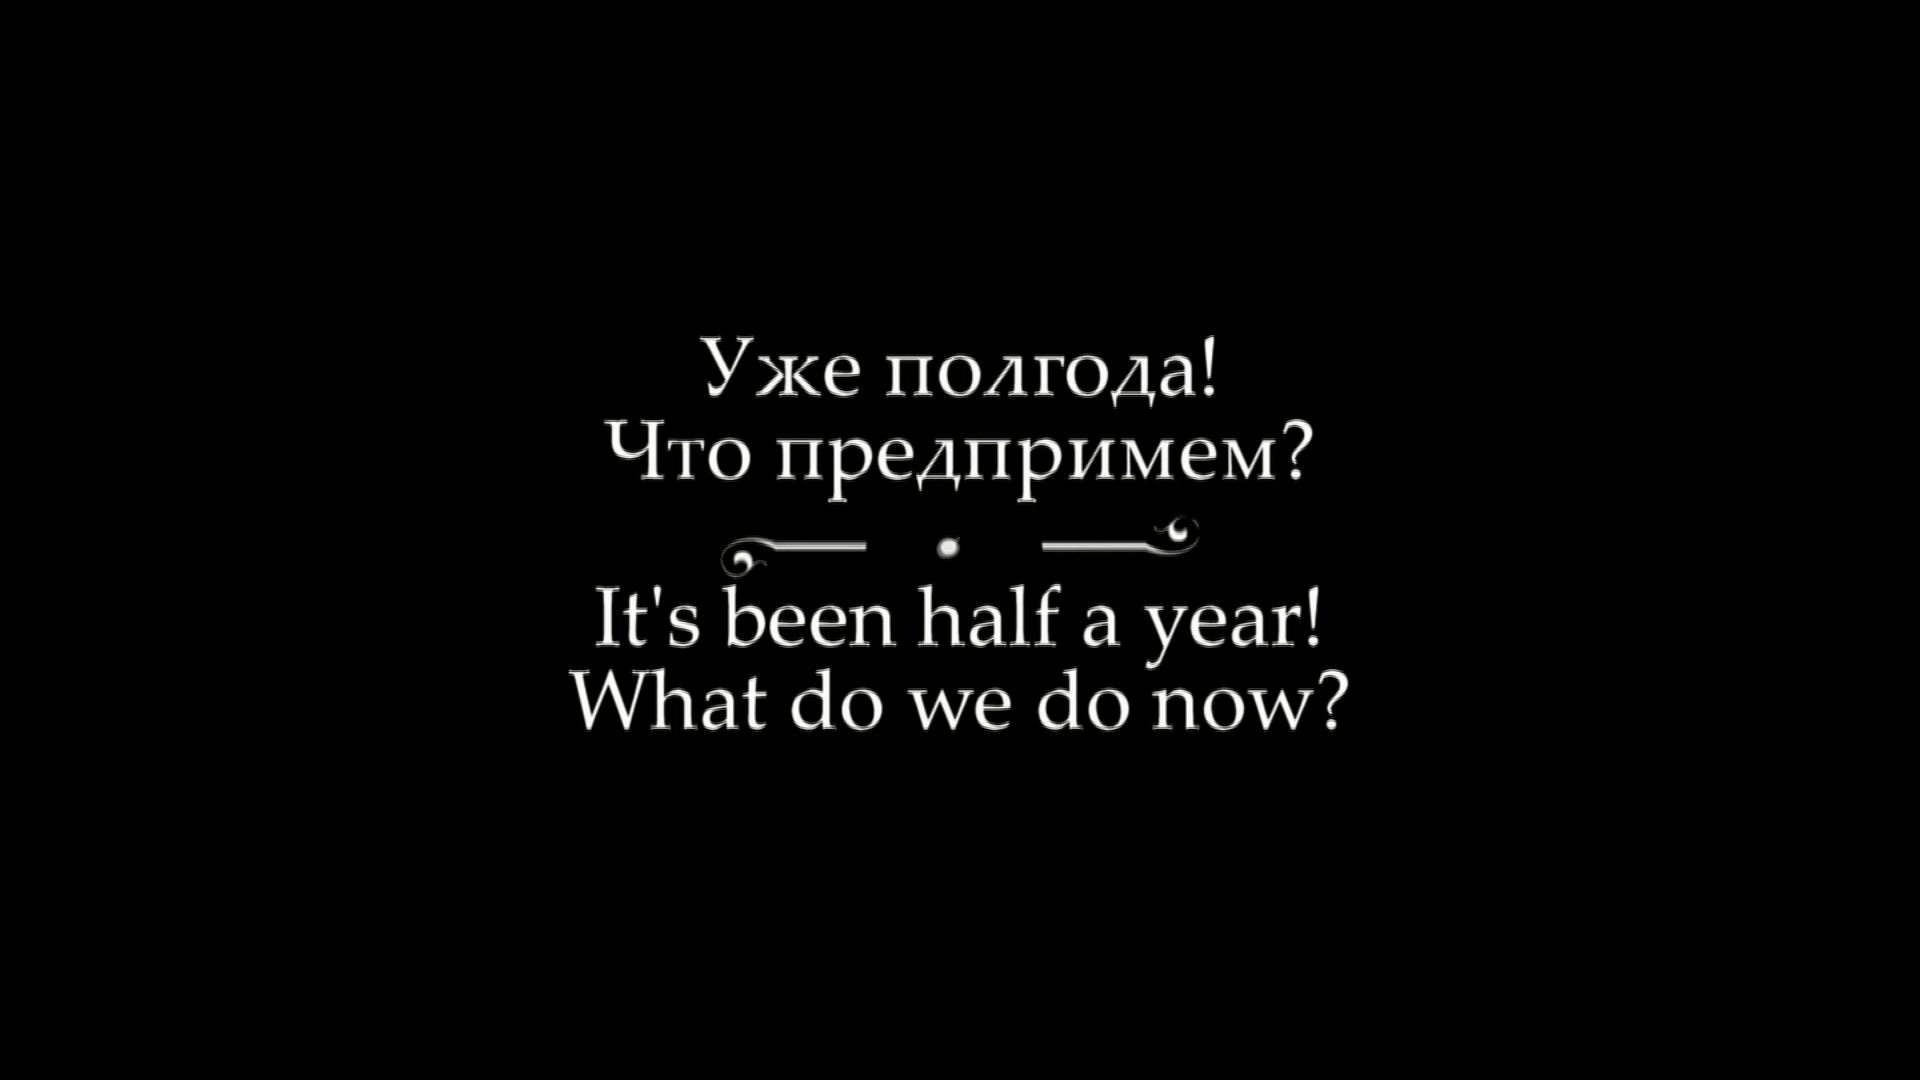 Уже полгода!
Что предпримем?
It's been half a year!
What do we do now?